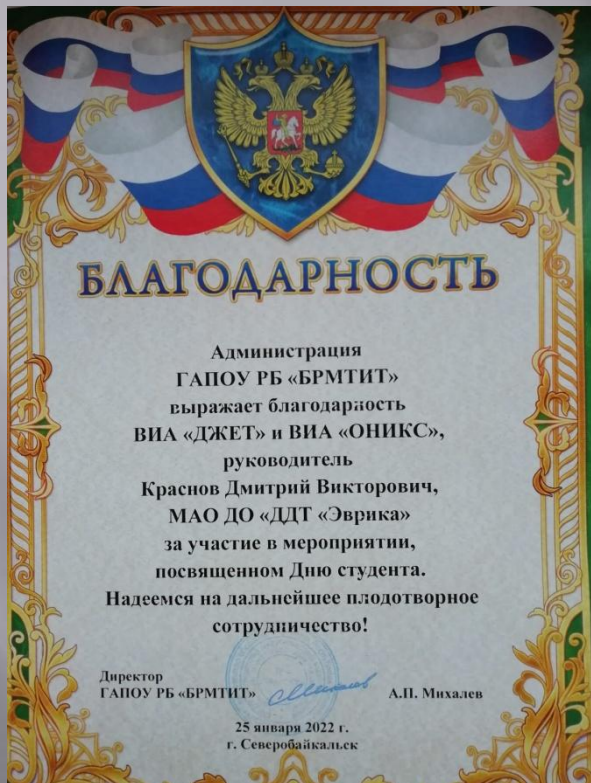 БЛАГОДАРНОСТЬ
Администрация
ГАПОУ РБ «БРМТИТ»
выражает благодарность
ВИА «ДЖЕТ» и ВИА «ОНИКС»,
руководитель
Краснов Дмитрий Викторович,
МАО ДО «ДДТ «Эврика»
за участие в мероприятии,
посвященном Дню студента.
Надеемся на дальнейшее плодотворное
сотрудничество!
Директор
ГАПОУ РБ «БРМТИТ» А.П. Михалев
25 января 2022 г.
г. Северобайкальск